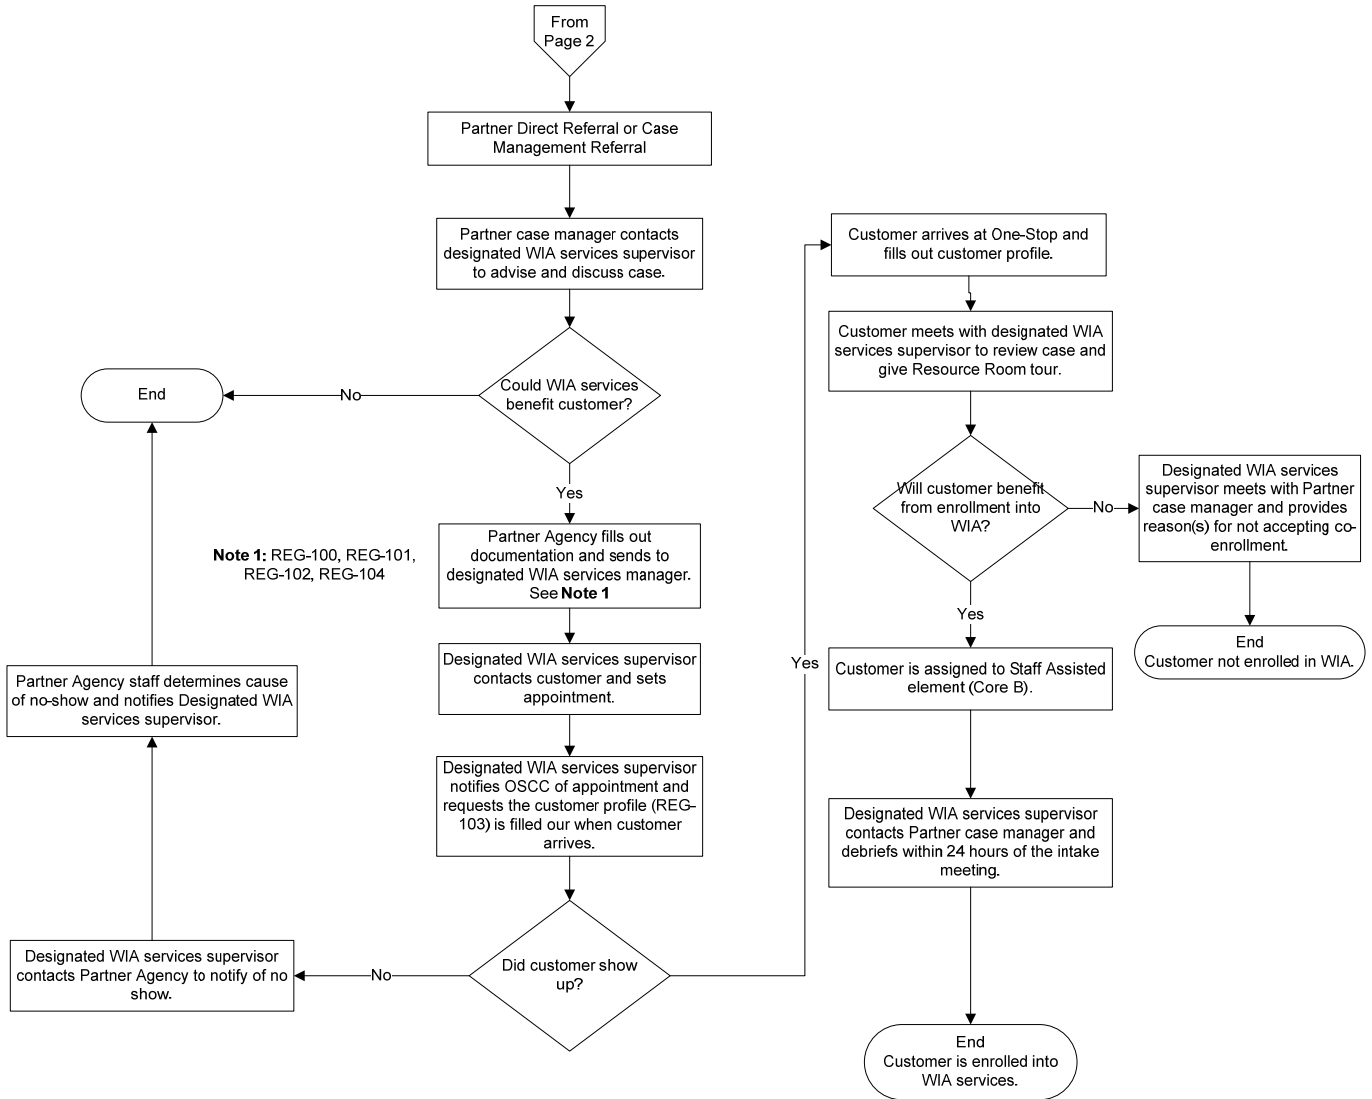 From
Page 2
Partner Direct Referral or Case
Management Referral
Partner case manager contacts
designated WIA services supervisor
to advise and discuss case.
Could WIA services
benefit customer?
No
End
Yes
Partner Agency fills out
documentation and sends to
designated WIA services manager.
See Note 1
Note 1: REG-100, REG-101,
REG-102, REG-104
Designated WIA services supervisor
contacts customer and sets
appointment.
Designated WIA services supervisor
notifies OSCC of appointment and
requests the customer profile (REG-
103) is filled our when customer
arrives.
Did customer show
up?
No
Designated WIA services supervisor
contacts Partner Agency to notify of no
show.
Partner Agency staff determines cause
of no-show and notifies Designated WIA
services supervisor.
Yes
Customer arrives at One-Stop and
fills out customer profile.
Customer meets with designated WIA
services supervisor to review case and
give Resource Room tour.
Will customer benefit
from enrollment into
WIA?
No
Designated WIA services
supervisor meets with Partner
case manager and provides
reason(s) for not accepting co-
enrollment.
End
Customer not enrolled in WIA.
Yes
Customer is assigned to Staff Assisted
element (Core B).
Designated WIA services supervisor
contacts Partner case manager and
debriefs within 24 hours of the intake
meeting.
End
Customer is enrolled into
WIA services.